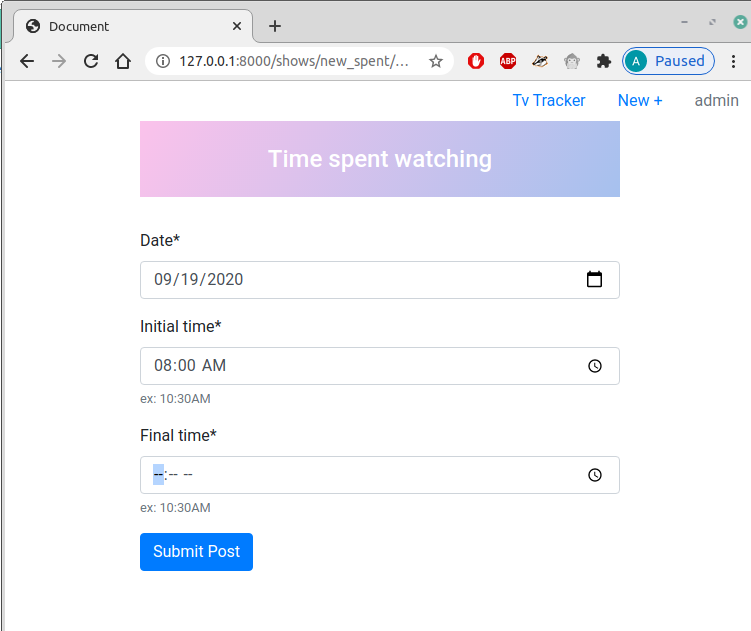 Document
127.0.0.1:8000/shows/new_spent/...
ABP
A Paused
Tv Tracker New + admin
Time spent watching
Date*
09/19/2020
Initial time*
08:00 AM
ex: 10:30AM
Final time*
--:-- --
ex: 10:30AM
Submit Post